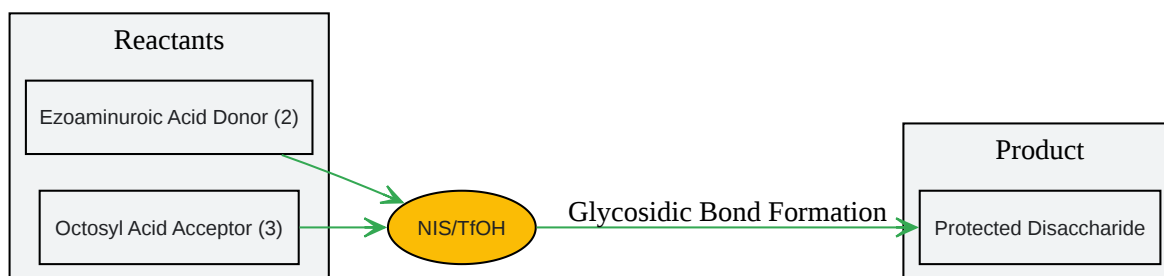 Reactants
Ezoaminuroic Acid Donor (2)
Octosyl Acid Acceptor (3)
NIS/TfOH
Glycosidic Bond Formation
Product
Protected Disaccharide